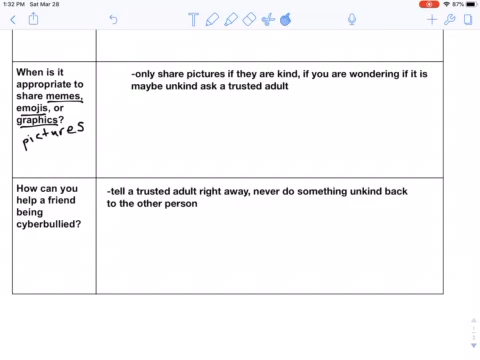 1:32 PM Sat Mar 28
87%
T
When is it
appropriate to
share memes,
emojis, or
graphics?
pictures
-only share pictures if they are kind, if you are wondering if it is
maybe unkind ask a trusted adult
How can you
help a friend
being
cyberbullied?
-tell a trusted adult right away, never do something unkind back
to the other person